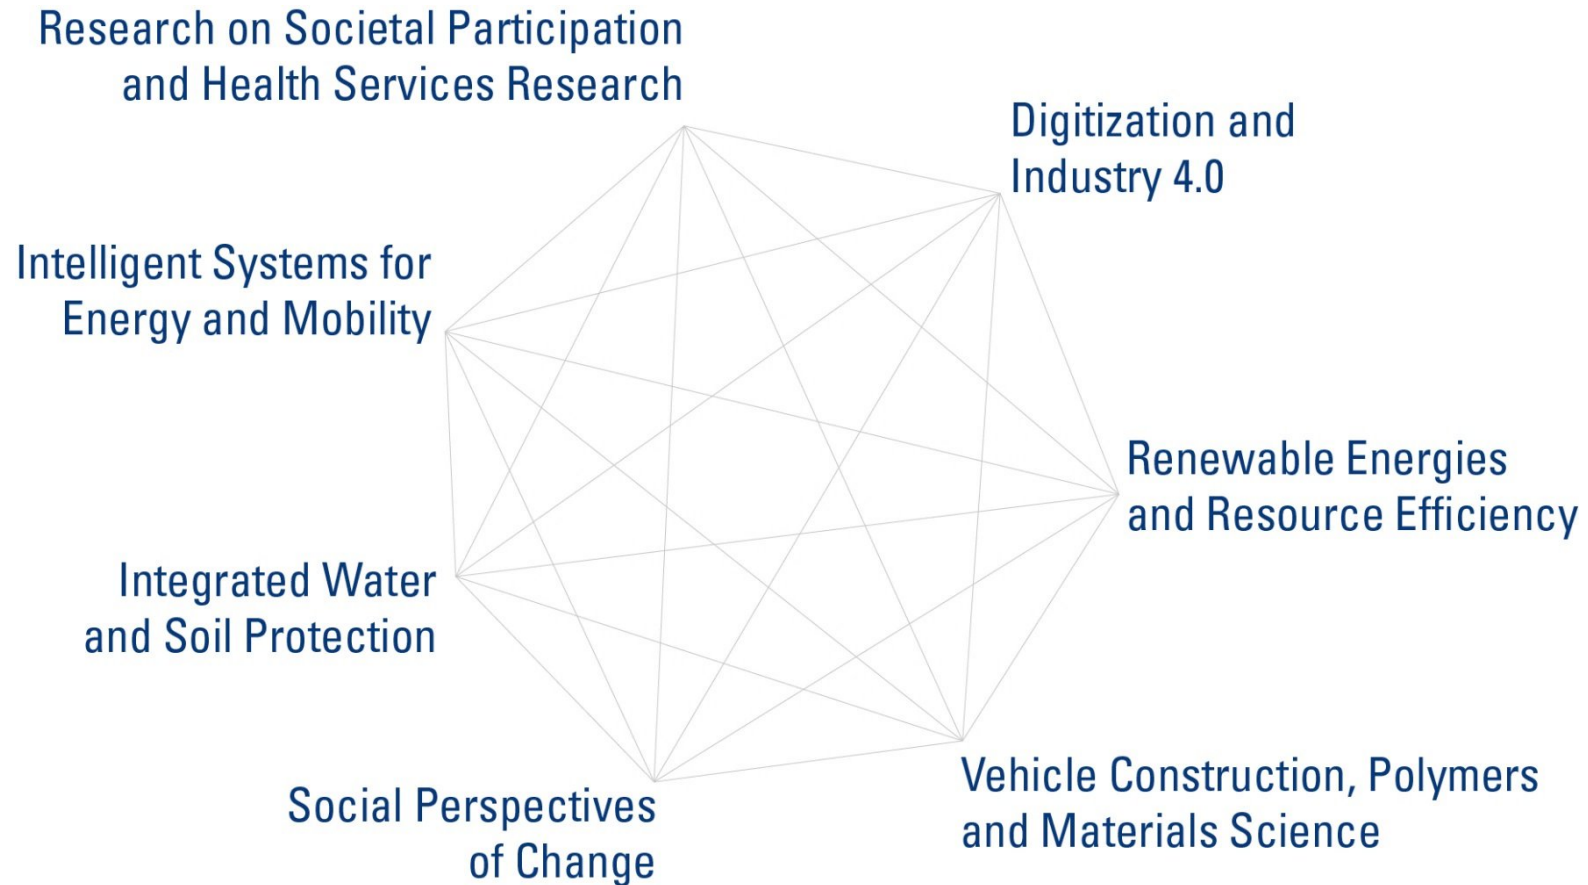 Research on Societal Participation
and Health Services Research
Digitization and
Industry 4.0
Intelligent Systems for
Energy and Mobility
Renewable Energies
and Resource Efficiency
Integrated Water
and Soil Protection
Vehicle Construction, Polymers
and Materials Science
Social Perspectives
of Change